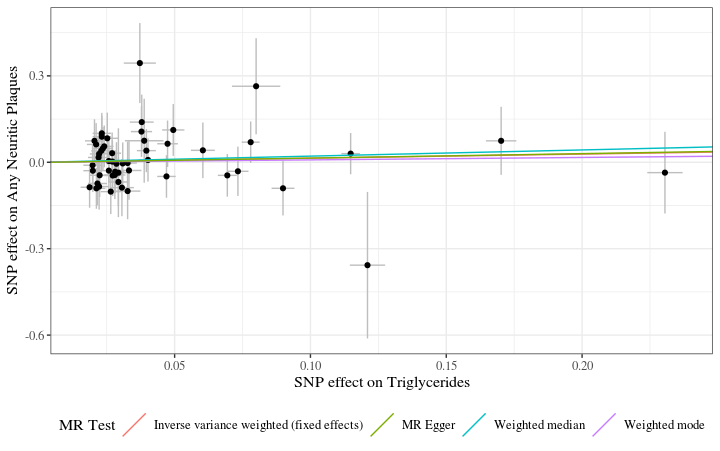 SNP effect on Any Neuritic Plaques
0.3
0.0
-0.3
-0.6
0.05
0.10
0.15
0.20
SNP effect on Triglycerides
MR Test
Inverse variance weighted (fixed effects)
MR Egger
Weighted median
Weighted mode